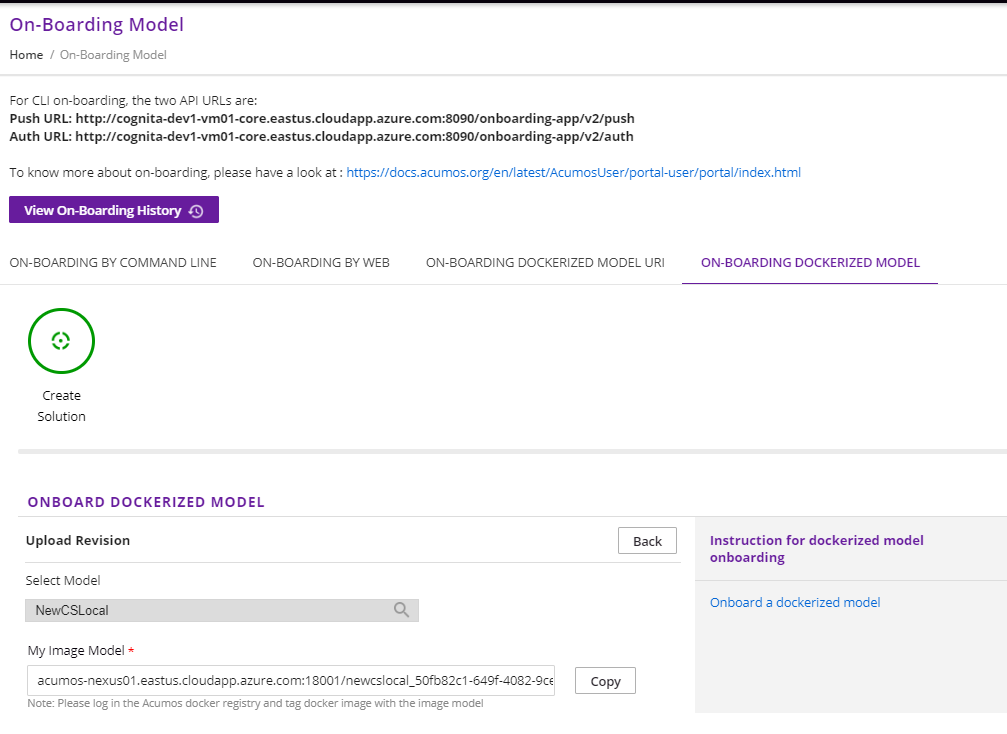 On-Boarding Model
Home / On-Boarding Model
For CLI on-boarding, the two API URLs are:
Push URL: http://cognita-dev1-vm01-core.eastus.cloudapp.azure.com:8090/onboarding-app/v2/push
Auth URL: http://cognita-dev1-vm01-core.eastus.cloudapp.azure.com:8090/onboarding-app/v2/auth
To know more about on-boarding, please have a look at : https://docs.acumos.org/en/latest/AcumosUser/portal-user/portal/index.html
View On-Boarding History
ON-BOARDING BY COMMAND LINE ON-BOARDING BY WEB ON-BOARDING DOCKERIZED MODEL URI ON-BOARDING DOCKERIZED MODEL
Create
Solution
ONBOARD DOCKERIZED MODEL
Upload Revision Back
Select Model
NewCSLocal
My Image Model *
acumos-nexus01.eastus.cloudapp.azure.com:18001/newcslocal_50fb82c1-649f-4082-9ce Copy
Note: Please log in the Acumos docker registry and tag docker image with the image model
Instruction for dockerized model
onboarding
Onboard a dockerized model